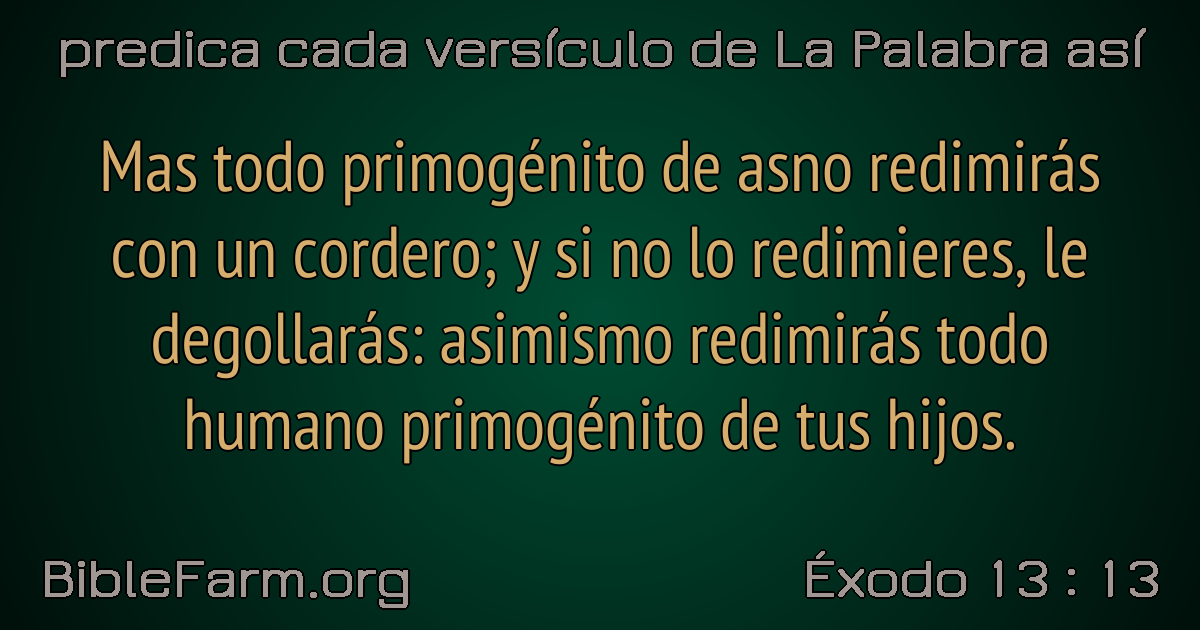 predica cada versículo de La Palabra así
Mas todo primogénito de asno redimirás
con un cordero; y si no lo redimieres, le
degollarás: asimismo redimirás todo
humano primogénito de tus hijos.
BibleFarm.org
Éxodo 13 : 13